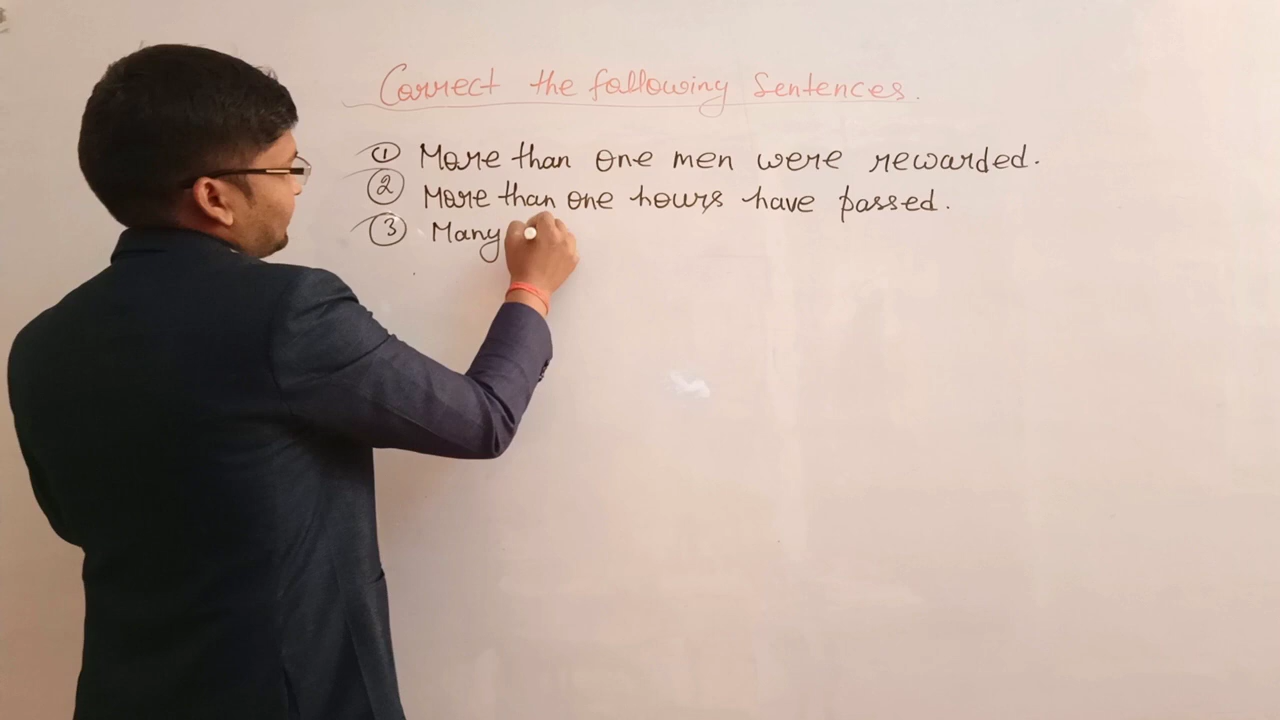 Correct the following Sentences.
① More than one men were rewarded.
② More than one hours have passed.
③ Many